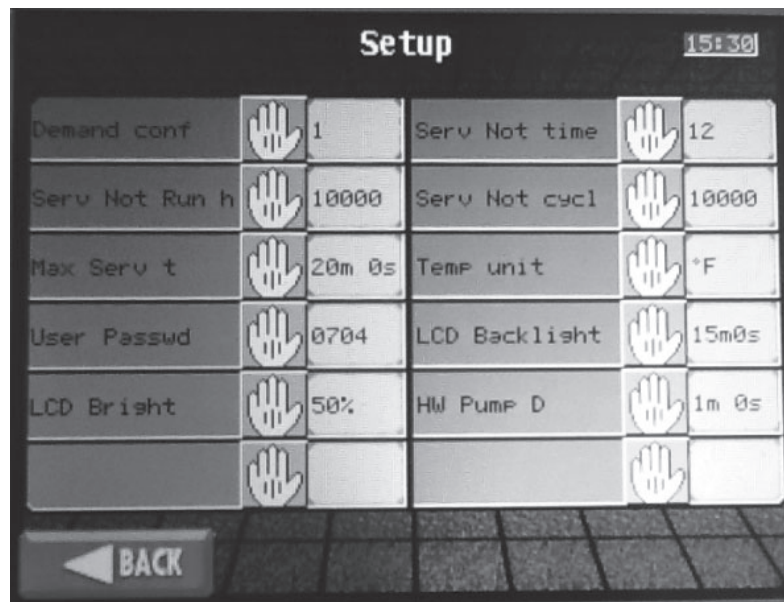 Setup
15:30
Demand conf 1 Serv Not time 12
Serv Not Run h 10000 Serv Not cycl 10000
Max Serv t 20m 0s Temp unit °F
User Passwd 0704 LCD Backlight 15m0s
LCD Bright 50% HW Pump D 1m 0s
BACK